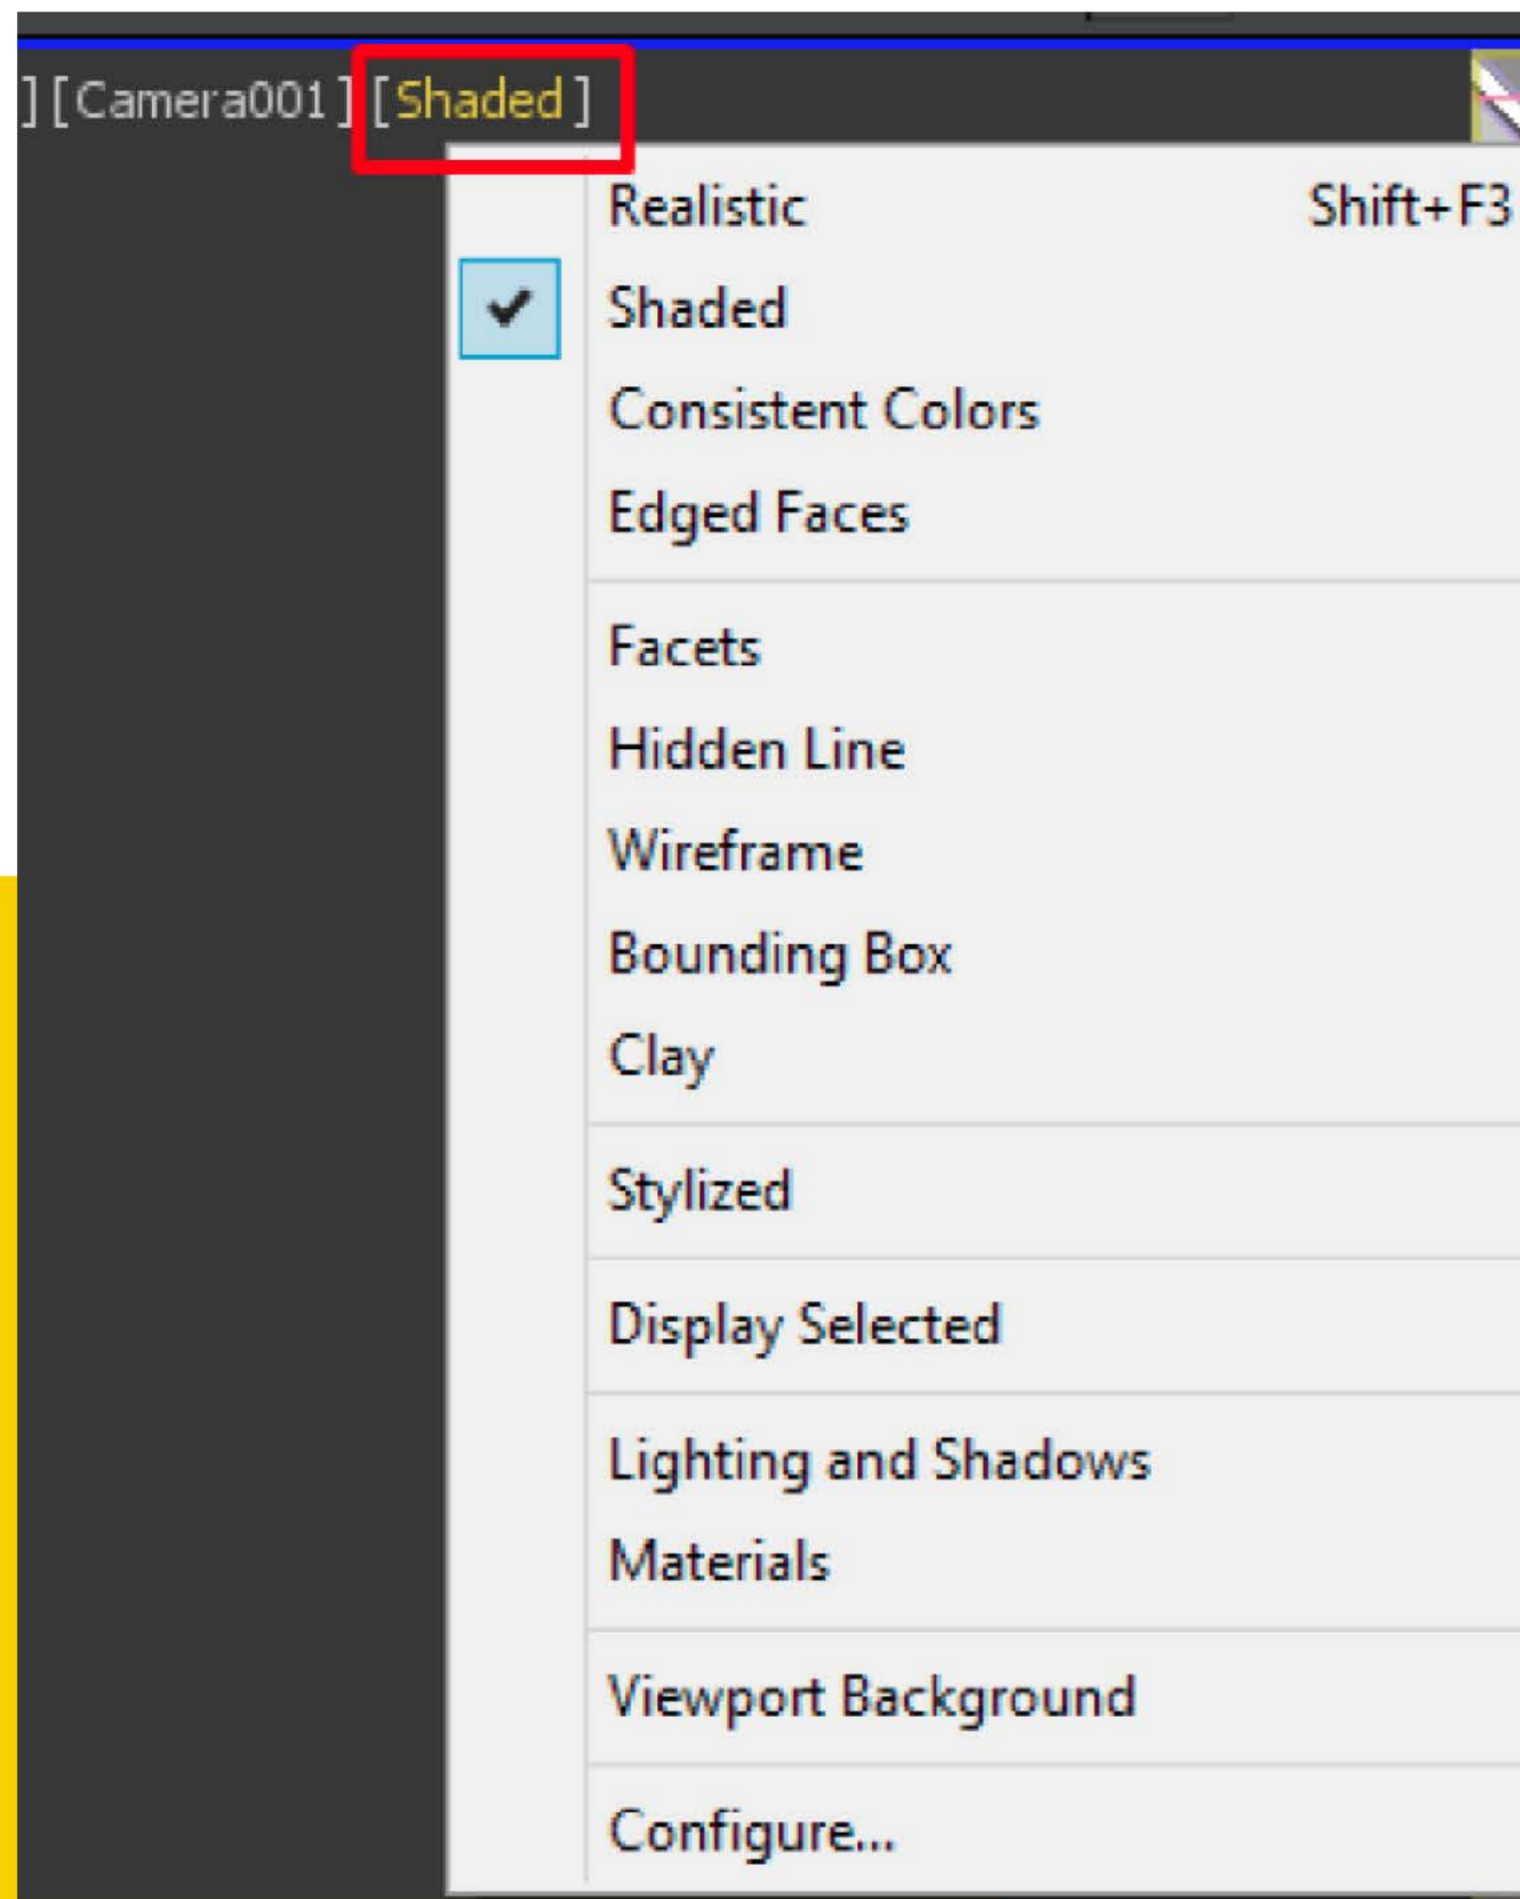 ][Camera001][Shaded]
Realistic Shift+F3
Shaded
Consistent Colors
Edged Faces
Facets
Hidden Line
Wireframe
Bounding Box
Clay
Stylized
Display Selected
Lighting and Shadows
Materials
Viewport Background
Configure...